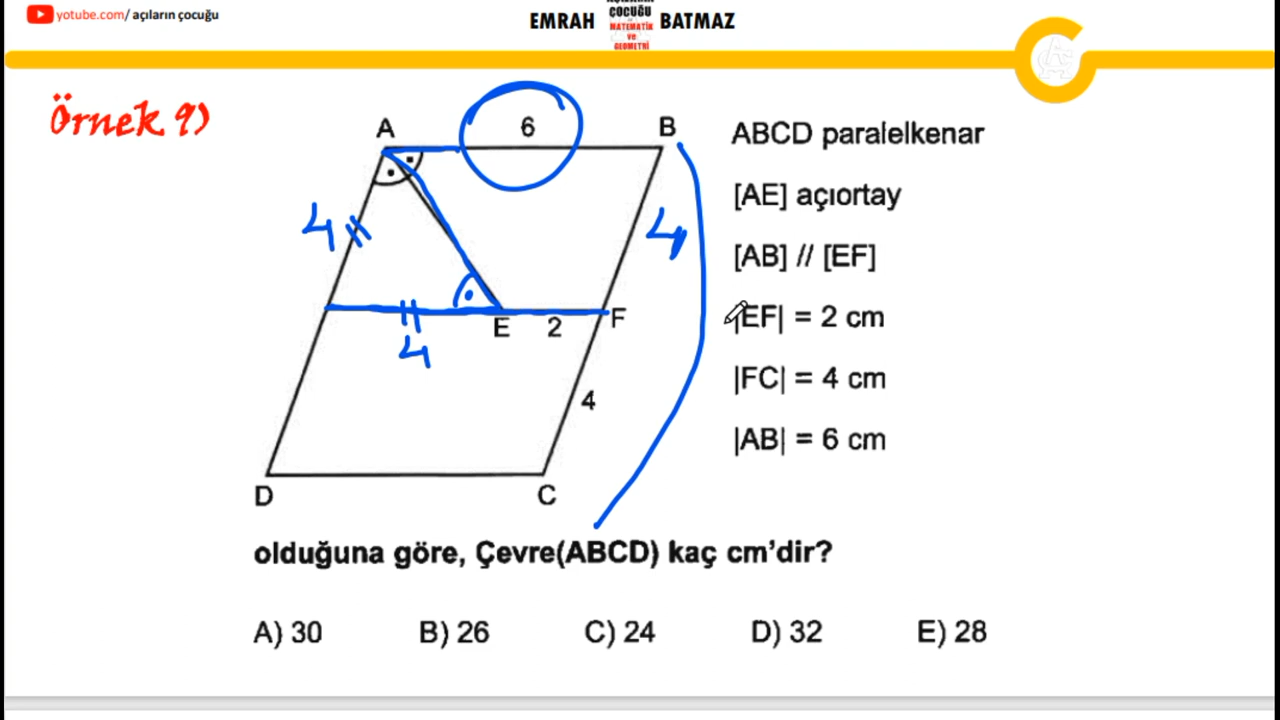 yotube.com/ açıların çocuğu
EMRAH
ÇOCUĞU
MATEMATİK
ve
GEOMETRİ
BATMAZ
Örnek 9)
A
6
B
4
4
4
E
2
F
4
D
C
ABCD paralelkenar
[AE] açıortay
[AB] // [EF]
|EF| = 2 cm
|FC| = 4 cm
|AB| = 6 cm
olduğuna göre, Çevre(ABCD) kaç cm'dir?
A) 30 B) 26 C) 24 D) 32 E) 28